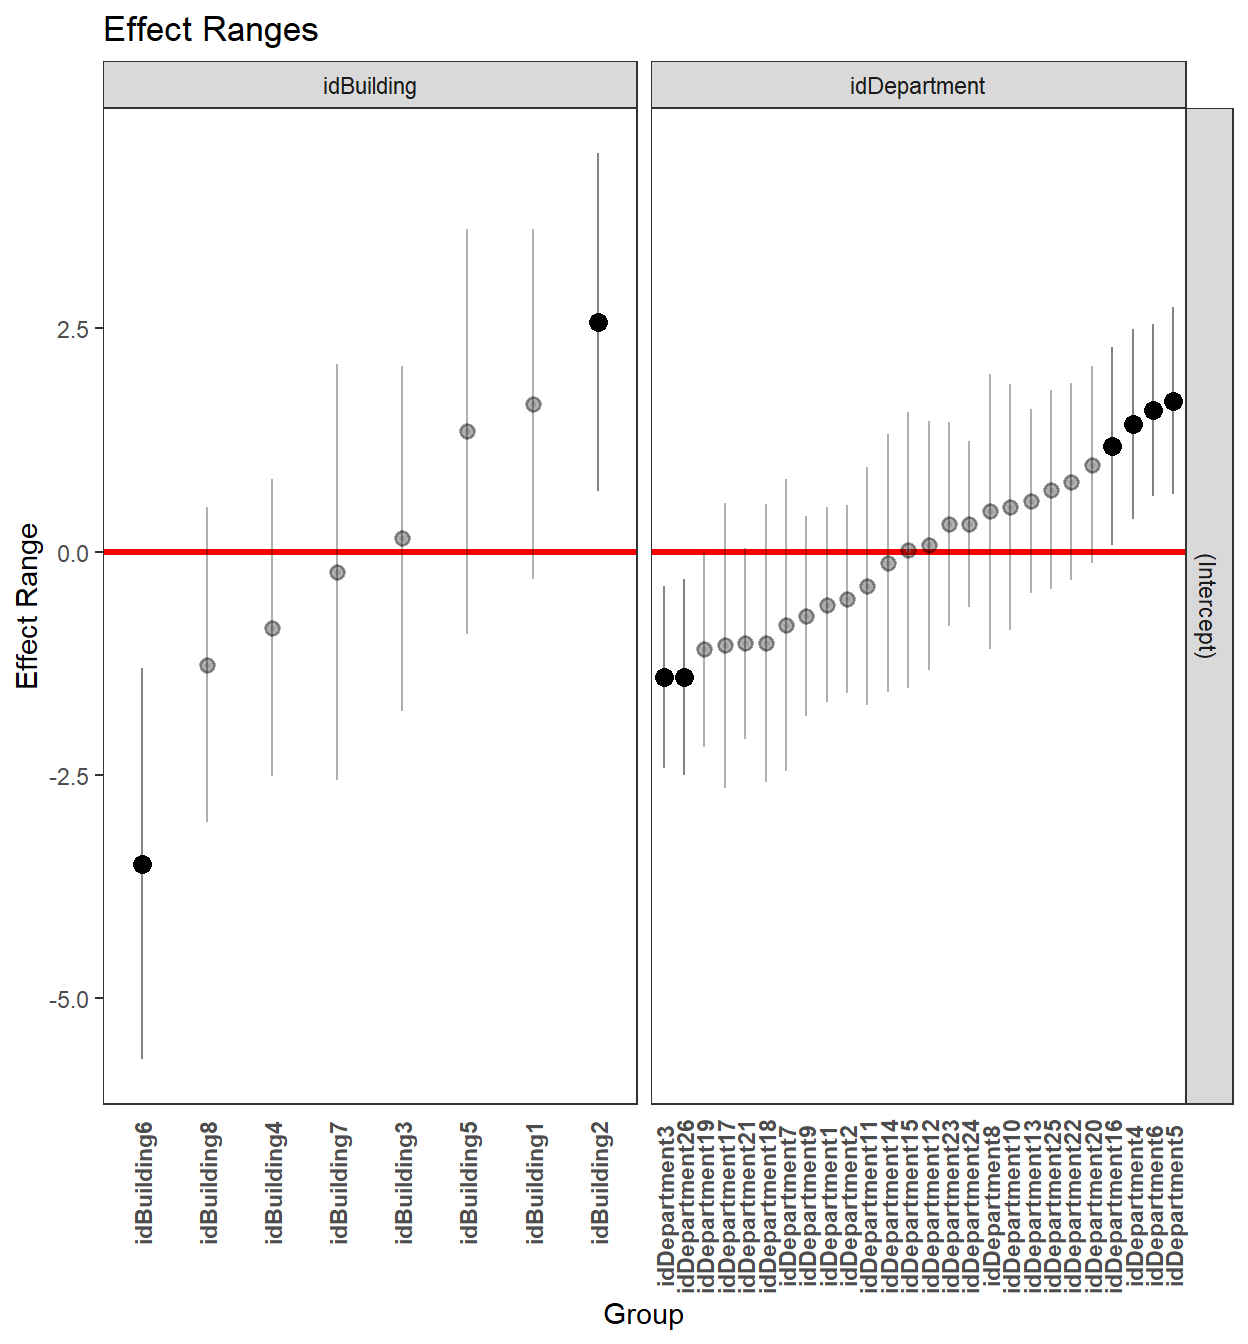 Effect Ranges
idBuilding
idDepartment
2.5
0.0
-2.5
-5.0
Effect Range
(Intercept)
idBuilding6
idBuilding8
idBuilding4
idBuilding7
idBuilding3
idBuilding5
idBuilding1
idBuilding2
idDepartment3
idDepartment26
idDepartment19
idDepartment17
idDepartment21
idDepartment18
idDepartment7
idDepartment9
idDepartment1
idDepartment2
idDepartment11
idDepartment14
idDepartment15
idDepartment12
idDepartment23
idDepartment24
idDepartment8
idDepartment10
idDepartment13
idDepartment25
idDepartment22
idDepartment20
idDepartment16
idDepartment4
idDepartment6
idDepartment5
Group